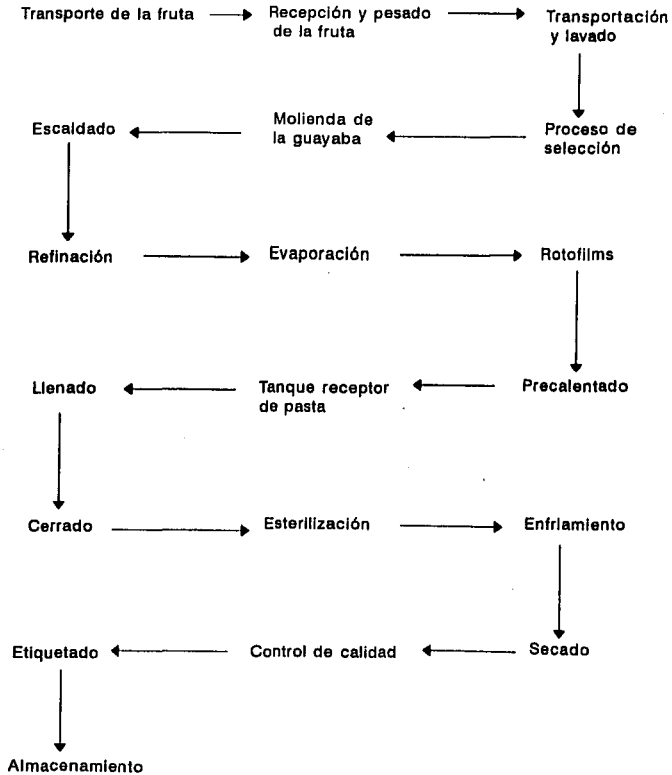 Transporte de la fruta
Recepción y pesado
de la fruta
Transportación
y lavado
Proceso de
selección
Molienda de
la guayaba
Escaldado
Refinación
Evaporación
Rotofilms
Precalentado
Tanque receptor
de pasta
Llenado
Cerrado
Esterilización
Enfriamiento
Secado
Control de calidad
Etiquetado
Almacenamiento